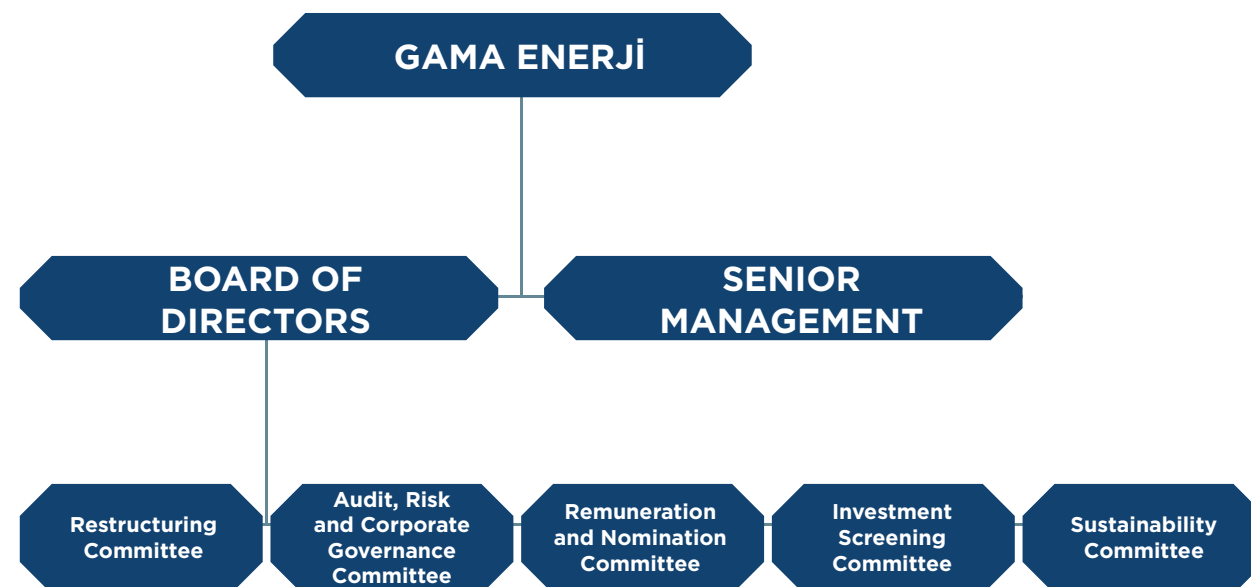 GAMA ENERJİ
BOARD OF
DIRECTORS
SENIOR
MANAGEMENT
Restructuring
Committee
Audit, Risk
and Corporate
Governance
Committee
Remuneration
and Nomination
Committee
Investment
Screening
Committee
Sustainability
Committee